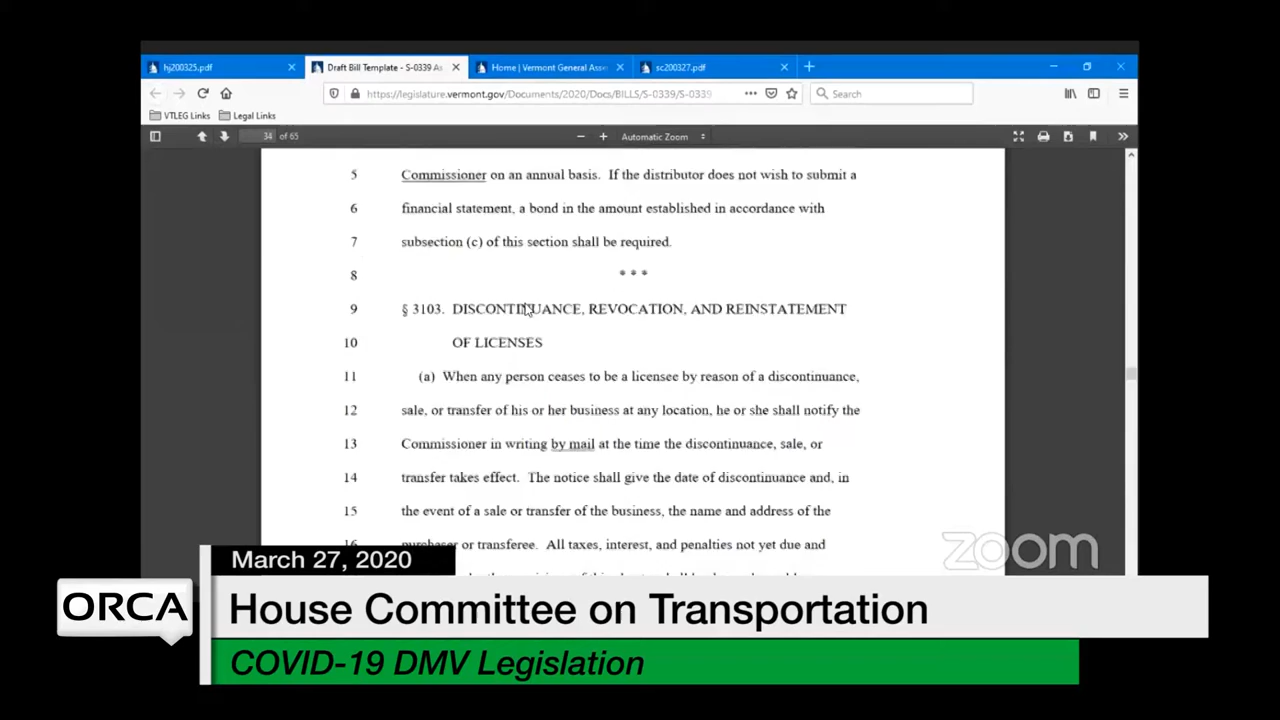 hj200325.pdf
Draft Bill Template - S-0339 As
Home | Vermont General Asse
sc200327.pdf
https://legislature.vermont.gov/Documents/2020/Docs/BILLS/S-0339/S-0339
Search
VTLEG Links
Legal Links
34 of 65
Automatic Zoom
5 Commissioner on an annual basis. If the distributor does not wish to submit a
6 financial statement, a bond in the amount established in accordance with
7 subsection (c) of this section shall be required.
8 * * *
9 § 3103. DISCONTINUANCE, REVOCATION, AND REINSTATEMENT
10 OF LICENSES
11 (a) When any person ceases to be a licensee by reason of a discontinuance,
12 sale, or transfer of his or her business at any location, he or she shall notify the
13 Commissioner in writing by mail at the time the discontinuance, sale, or
14 transfer takes effect. The notice shall give the date of discontinuance and, in
15 the event of a sale or transfer of the business, the name and address of the
16 purchaser or transferee. All taxes, interest, and penalties not yet due and
zoom
March 27, 2020
ORCA
House Committee on Transportation
COVID-19 DMV Legislation